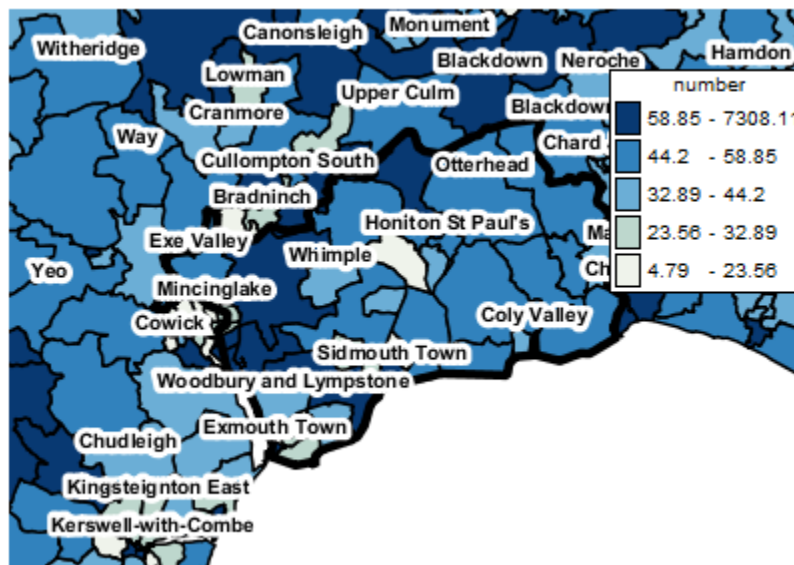 Monument
Canonsleigh
Witheridge
Hamdon
Blackdown
Neroche
Lowman
number
Upper Culm
Blackdown
58.85 - 7308.11
Cranmore
Way
Chard
44.2 - 58.85
Cullompton South
Otterhead
32.89 - 44.2
Bradninch
Honiton St Paul's
23.56 - 32.89
Exe Valley
Whimple
Yeo
4.79 - 23.56
Mincinglake
Cowick
Coly Valley
Sidmouth Town
Woodbury and Lympstone
Exmouth Town
Chudleigh
Kingsteignton East
Kerswell-with-Combe